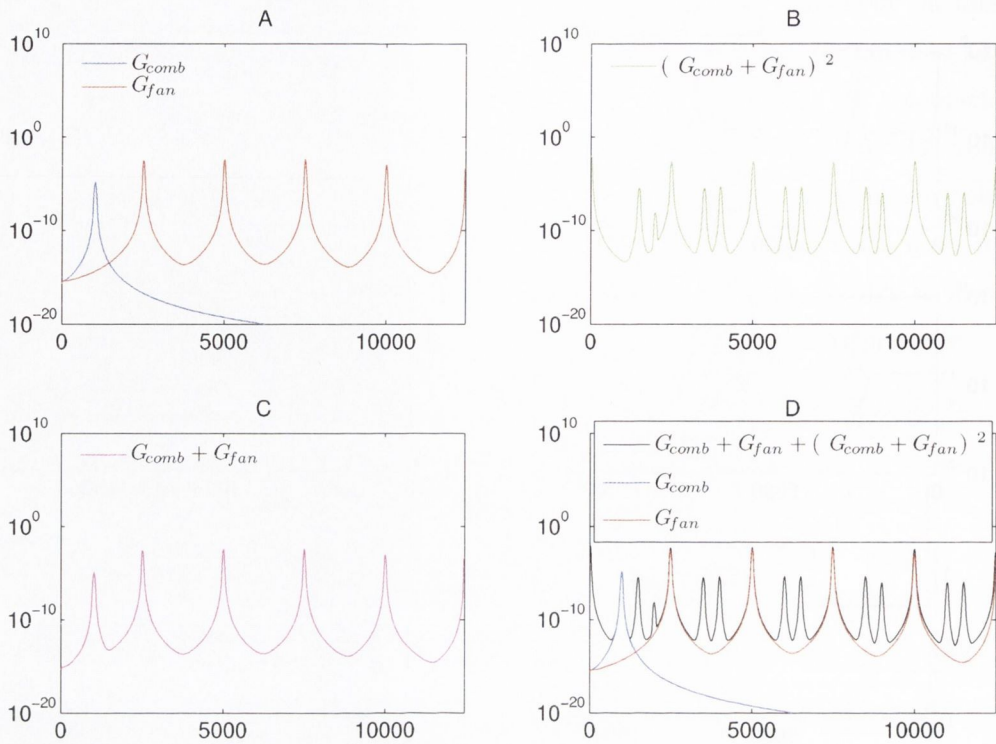 A
10^10
10^0
10^-10
10^-20
0 5000 10000
G_comb
G_fan
B
10^10
10^0
10^-10
10^-20
0 5000 10000
( G_comb + G_fan ) ^2
C
10^10
10^0
10^-10
10^-20
0 5000 10000
G_comb + G_fan
D
10^10
10^0
10^-10
10^-20
0 5000 10000
G_comb + G_fan + ( G_comb + G_fan ) ^2
G_comb
G_fan